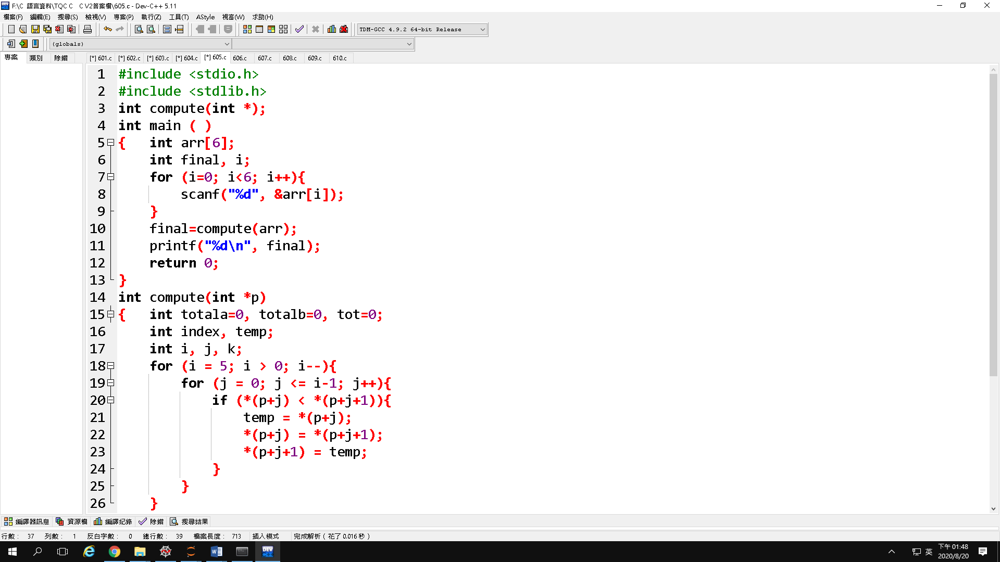 F:\C 語言資料\TQC C C V2答案檔\605.c - Dev-C++ 5.11
檔案(F) 編輯(E) 搜尋(S) 檢視(V) 專案(P) 執行(Z) 工具(T) AStyle 視窗(W) 求助(H)
TDM-GCC 4.9.2 64-bit Release
(globals)
專案 類別 除錯 [*] 601.c [*] 602.c [*] 603.c [*] 604.c [*] 605.c 606.c 607.c 608.c 609.c 610.c
1 #include <stdio.h>
2 #include <stdlib.h>
3 int compute(int *);
4 int main ( )
5 { int arr[6];
6 int final, i;
7 for (i=0; i<6; i++){
8 scanf("%d", &arr[i]);
9 }
10 final=compute(arr);
11 printf("%d\n", final);
12 return 0;
13 }
14 int compute(int *p)
15 { int totala=0, totalb=0, tot=0;
16 int index, temp;
17 int i, j, k;
18 for (i = 5; i > 0; i--){
19 for (j = 0; j <= i-1; j++){
20 if (*(p+j) < *(p+j+1)){
21 temp = *(p+j);
22 *(p+j) = *(p+j+1);
23 *(p+j+1) = temp;
24 }
25 }
26 }
編譯器訊息 資源檔 編譯紀錄 除錯 搜尋結果
行數: 37 列數: 1 反白字數: 0 總行數: 39 檔案長度: 713 插入模式 完成解析 ( 花了 0.016 秒 )
DEV 英 下午 01:48
2020/8/20